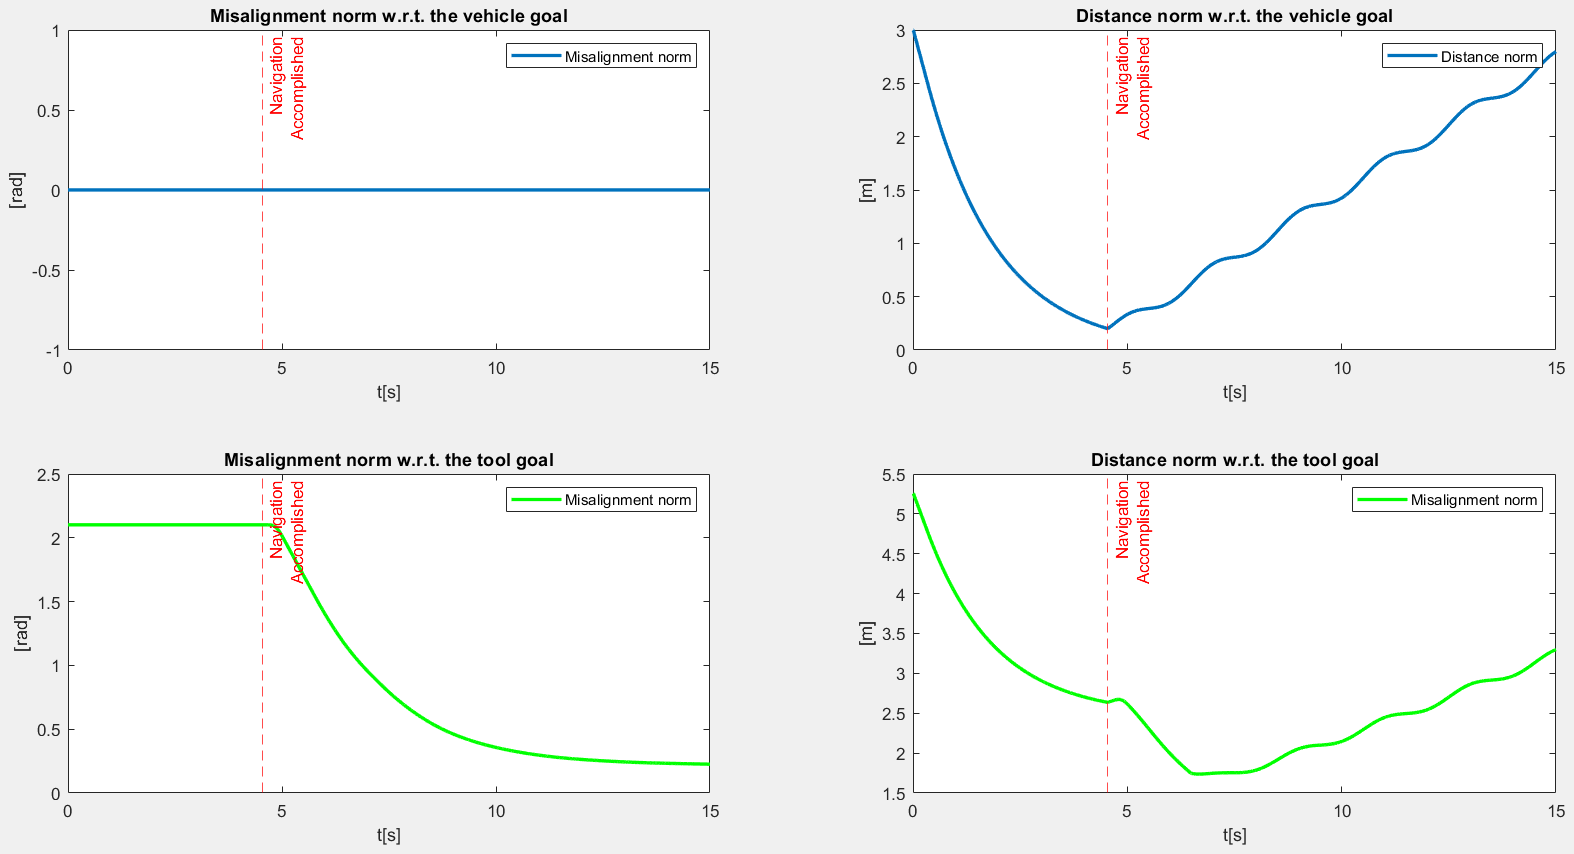 Misalignment norm w.r.t. the vehicle goal
1
0.5
0
-0.5
-1
[rad]
Navigation
Accomplished
Misalignment norm
0
5
10
15
t[s]
Distance norm w.r.t. the vehicle goal
3
2.5
2
1.5
1
0.5
0
[m]
Navigation
Accomplished
Distance norm
0
5
10
15
t[s]
Misalignment norm w.r.t. the tool goal
2.5
2
1.5
1
0.5
0
[rad]
Navigation
Accomplished
Misalignment norm
0
5
10
15
t[s]
Distance norm w.r.t. the tool goal
5.5
5
4.5
4
3.5
3
2.5
2
1.5
[m]
Navigation
Accomplished
Misalignment norm
0
5
10
15
t[s]